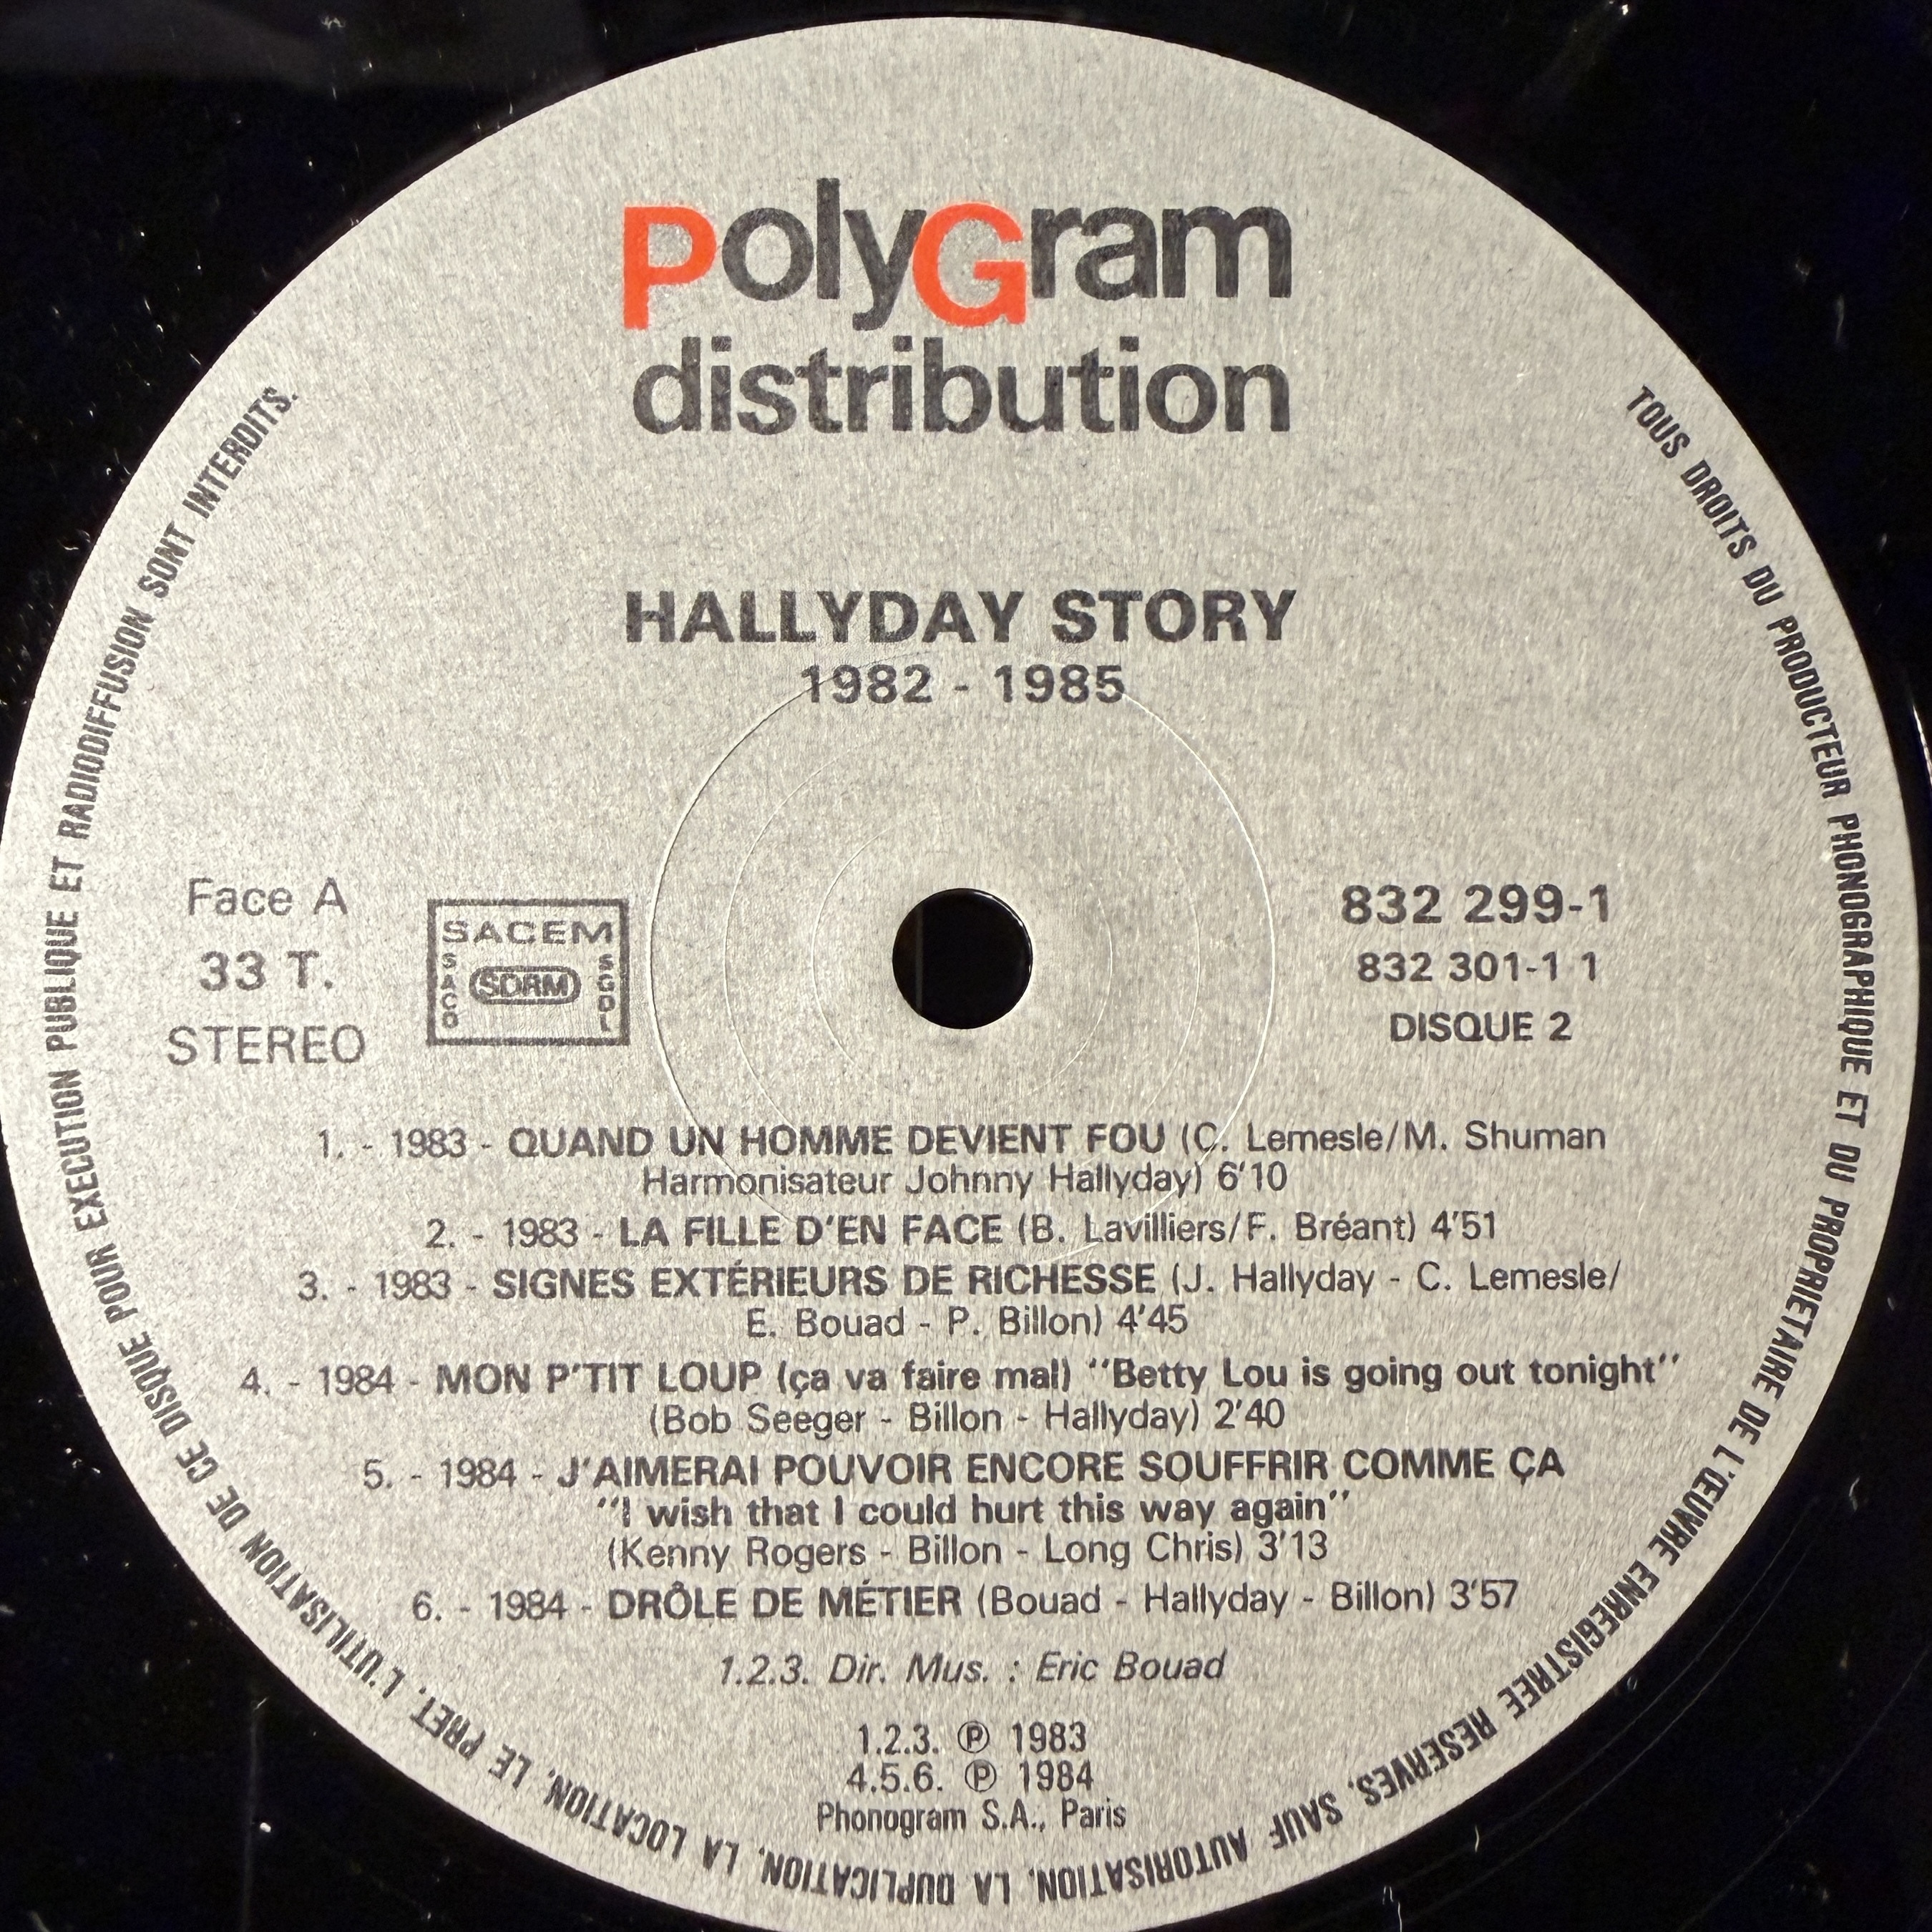 PolyGram
distribution
HALLYDAY STORY
1982 - 1985
Face A
33 T.
STEREO
SACEM
SACD
SDRM
SGDL
832 299-1
832 301-1 1
DISQUE 2
1. - 1983 - QUAND UN HOMME DEVIENT FOU (C. Lemesle/M. Shuman
Harmonisateur Johnny Hallyday) 6'10
2. - 1983 - LA FILLE D'EN FACE (B. Lavilliers/F. Bréant) 4'51
3. - 1983 - SIGNES EXTÉRIEURS DE RICHESSE (J. Hallyday - C. Lemesle/
E. Bouad - P. Billon) 4'45
4. - 1984 - MON P'TIT LOUP (ça va faire mal) "Betty Lou is going out tonight"
(Bob Seeger - Billon - Hallyday) 2'40
5. - 1984 - J'AIMERAI POUVOIR ENCORE SOUFFRIR COMME ÇA
"I wish that I could hurt this way again"
(Kenny Rogers - Billon - Long Chris) 3'13
6. - 1984 - DRÔLE DE MÉTIER (Bouad - Hallyday - Billon) 3'57
1.2.3. Dir. Mus. : Eric Bouad
1.2.3. Ⓟ 1983
4.5.6. Ⓟ 1984
Phonogram S.A., Paris
TOUS DROITS DU PRODUCTEUR PHONOGRAPHIQUE ET DU PROPRIETAIRE DE L'ŒUVRE ENREGISTREE RESERVES. SAUF AUTORISATION, LA DUPLICATION, LA LOCATION, LE PRET, L'UTILISATION DE CE DISQUE POUR EXECUTION PUBLIQUE ET RADIODIFFUSION SONT INTERDITS.